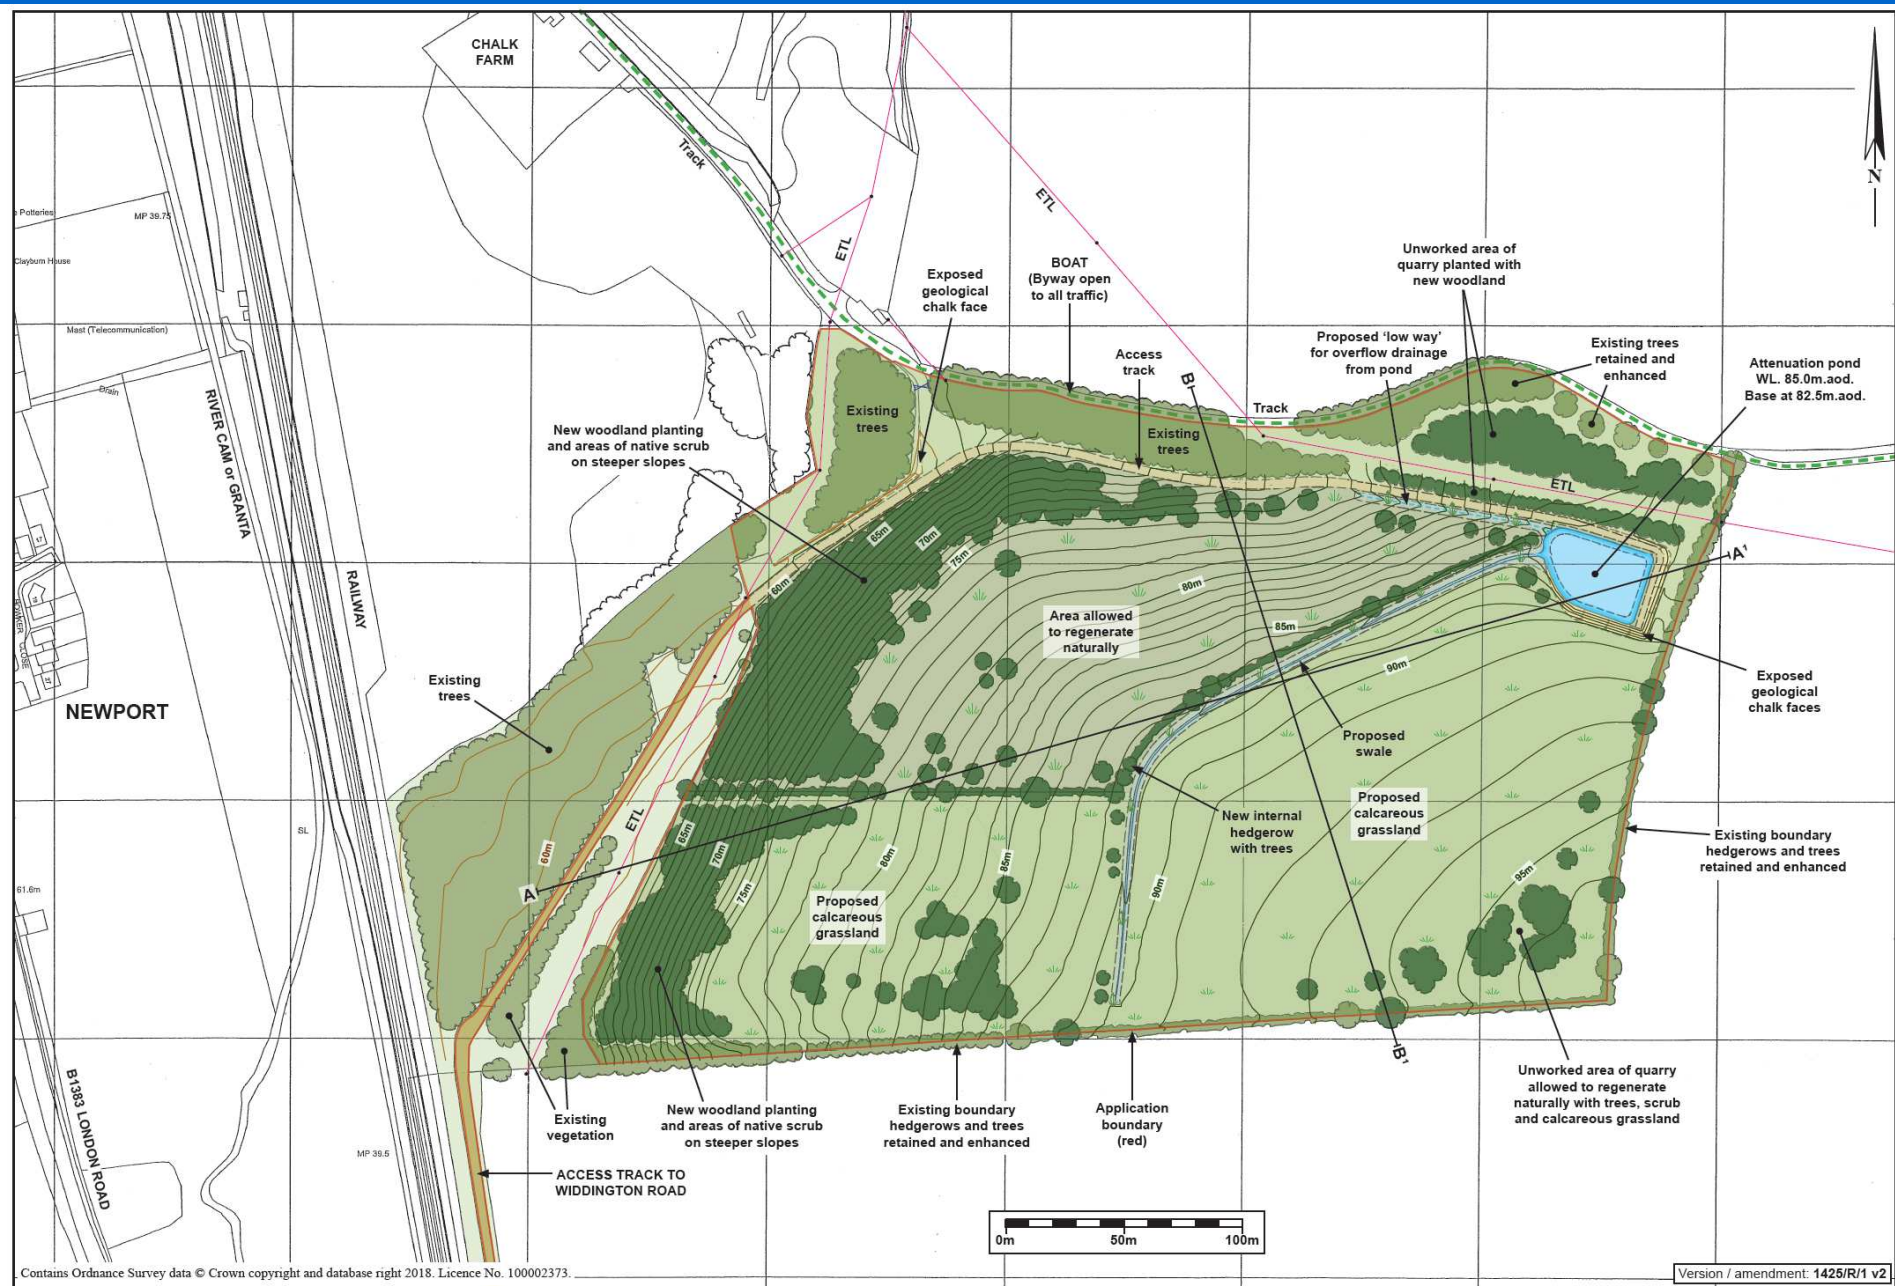 CHALK
FARM
Track
ETL
ETL
N
MP 39.75
Potteries
Clayburn House
Mast (Telecommunication)
Drain
RIVER CAM or GRANTA
RAILWAY
BOAT
(Byway open
to all traffic)
Exposed
geological
chalk face
Unworked area of
quarry planted with
new woodland
Access
track
Proposed ‘low way’
for overflow drainage
from pond
Existing trees
retained and
enhanced
Attenuation pond
WL. 85.0m.aod.
Base at 82.5m.aod.
B
Track
Existing
trees
Existing
trees
New woodland planting
and areas of native scrub
on steeper slopes
ETL
65m
70m
75m
60m
80m
A¹
17
CLOSE
27
Area allowed
to regenerate
naturally
85m
90m
Existing
trees
NEWPORT
Exposed
geological
chalk faces
Proposed
swale
Proposed
calcareous
grassland
New internal
hedgerow
with trees
Existing boundary
hedgerows and trees
retained and enhanced
SL
ETL
60m
65m
70m
75m
80m
85m
90m
95m
A
61.6m
Proposed
calcareous
grassland
B¹
B1383 LONDON ROAD
Existing
vegetation
New woodland planting
and areas of native scrub
on steeper slopes
Existing boundary
hedgerows and trees
retained and enhanced
Application
boundary
(red)
Unworked area of quarry
allowed to regenerate
naturally with trees, scrub
and calcareous grassland
MP 39.5
ACCESS TRACK TO
WIDDINGTON ROAD
0m 50m 100m
Contains Ordnance Survey data © Crown copyright and database right 2018. Licence No. 100002373.
Version / amendment: 1425/R/1 v2